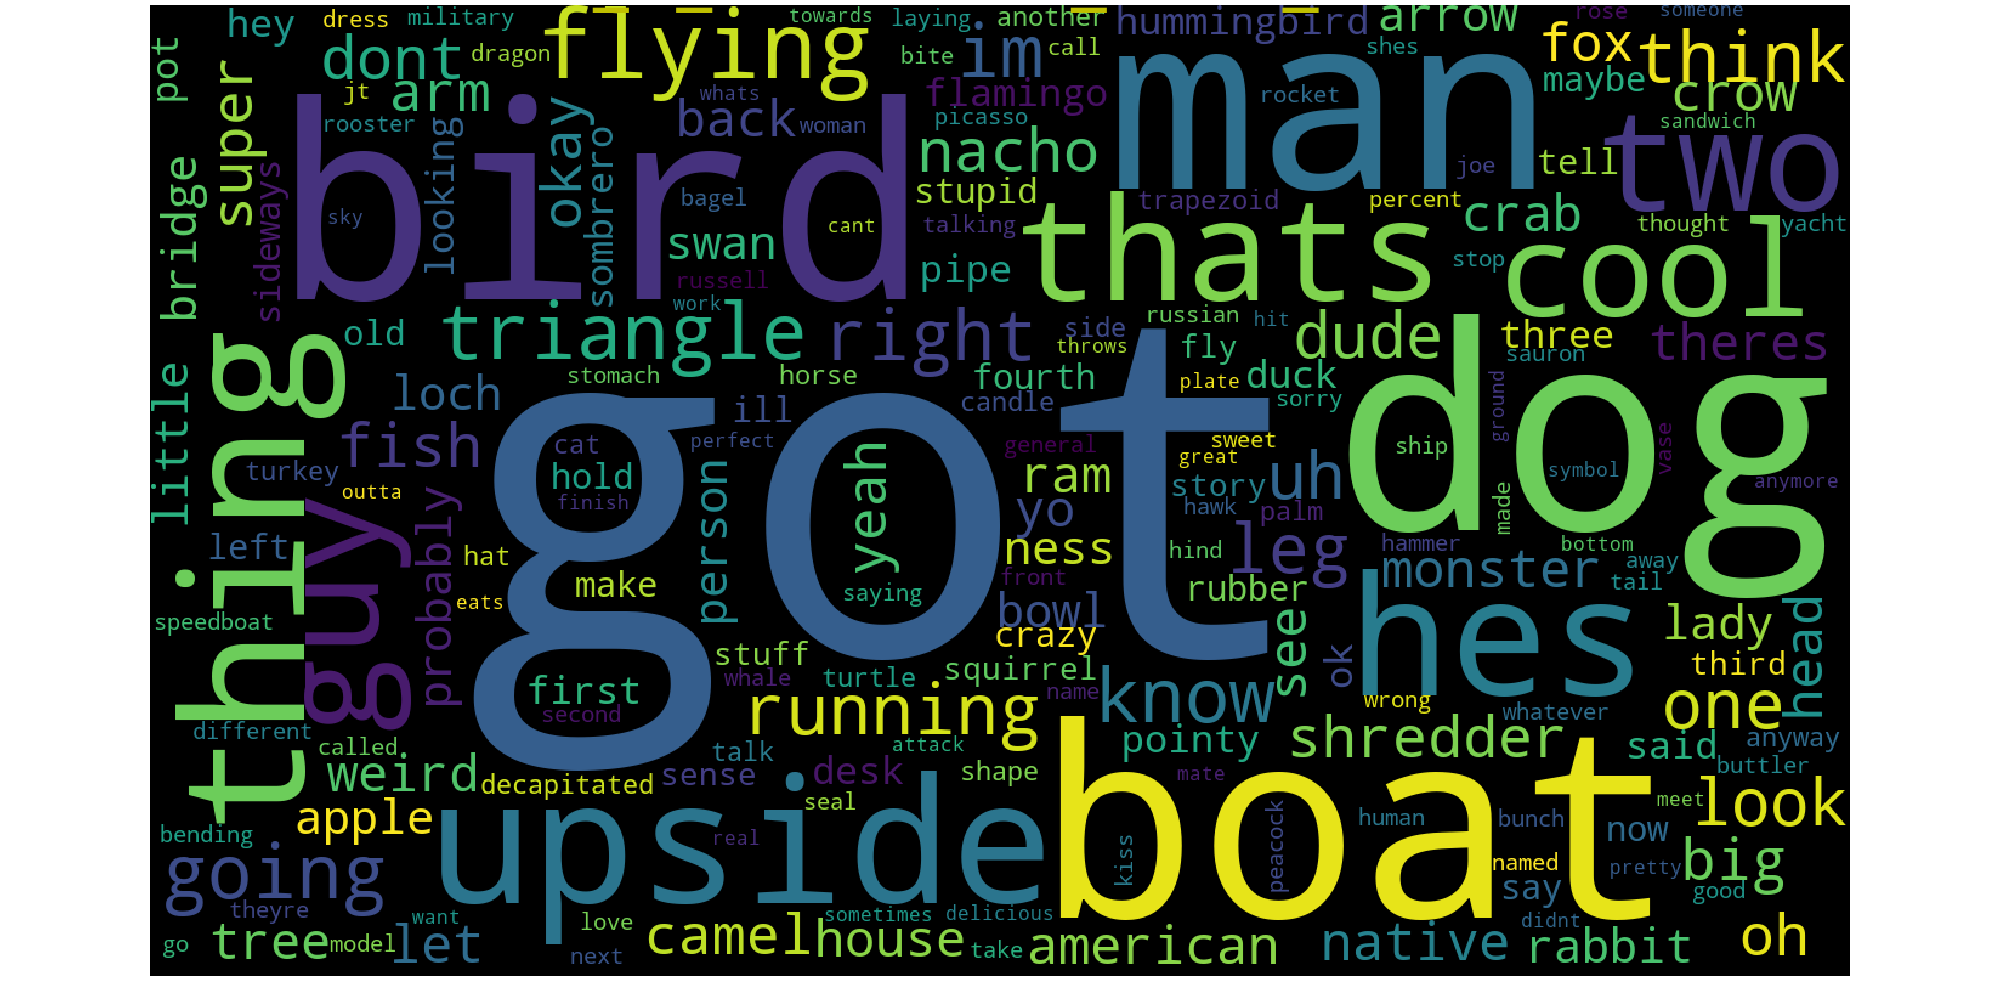 hey
dress
military
flying
towards
laying
another
hummingbird
arrow
rose
someone
pot
dont
dragon
im
call
bite
shes
fox
think
super
jt
arm
whats
flamingo
man
rocket
maybe
crow
rooster
looking
okay
sombrero
back
woman
picasso
sandwich
two
bridge
sideways
bird
nacho
joe
tell
sky
bagel
stupid
trapezoid
percent
crab
thought
yacht
cant
talking
thats
swan
pipe
stop
cool
russell
work
triangle
right
russian
hit
side
throws
dude
three
theres
old
fly
sauron
little
thing
stomach
horse
fourth
plate
duck
sorry
dog
loch
ill
candle
ground
got
fish
cat
perfect
general
sweet
great
ship
vase
turkey
hold
yeah
ram
story
uh
symbol
anymore
outta
finish
person
yo
hawk
palm
made
guy
probably
left
hat
ness
hind
leg
hammer
bottom
make
saying
front
rubber
monster
away
tail
eats
bowl
speedboat
crazy
see
hes
lady
head
stuff
squirrel
ok
third
first
whale
turtle
name
know
wrong
second
running
whatever
one
different
called
talk
attack
pointy
shredder
said
anyway
weird
decapitated
sense
desk
shape
mate
buttler
apple
upside
seal
boat
meet
look
bending
real
peacock
human
bunch
now
going
kiss
named
big
pretty
theyre
say
good
want
love
sometimes
delicious
didnt
go
tree
model
let
next
camel
house
take
american
native
rabbit
oh